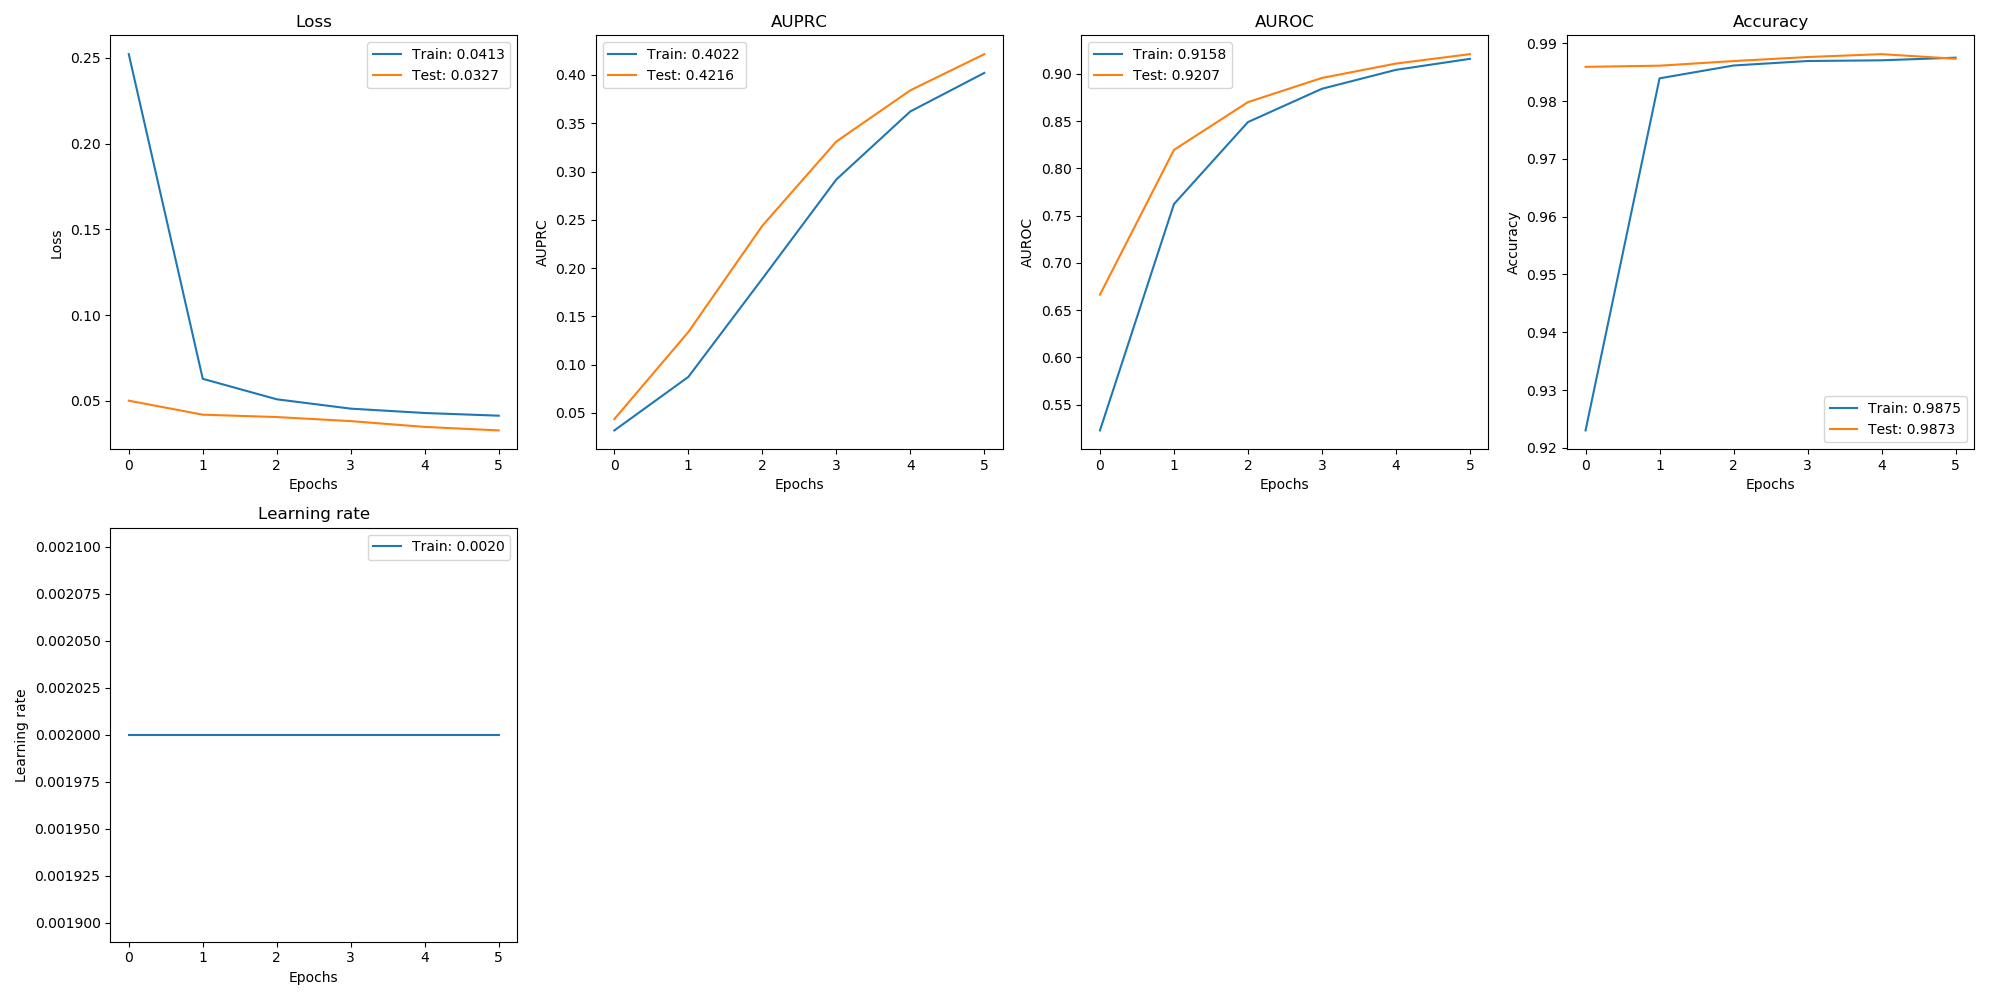 Loss
0.25
0.20
0.15
0.10
0.05
Loss
Train: 0.0413
Test: 0.0327
0 1 2 3 4 5
Epochs
AUPRC
0.40
0.35
0.30
0.25
0.20
0.15
0.10
0.05
AUPRC
Train: 0.4022
Test: 0.4216
0 1 2 3 4 5
Epochs
AUROC
0.90
0.85
0.80
0.75
0.70
0.65
0.60
0.55
AUROC
Train: 0.9158
Test: 0.9207
0 1 2 3 4 5
Epochs
Accuracy
0.99
0.98
0.97
0.96
0.95
0.94
0.93
0.92
Accuracy
Train: 0.9875
Test: 0.9873
0 1 2 3 4 5
Epochs
Learning rate
0.002100
0.002075
0.002050
0.002025
0.002000
0.001975
0.001950
0.001925
0.001900
Learning rate
Train: 0.0020
0 1 2 3 4 5
Epochs